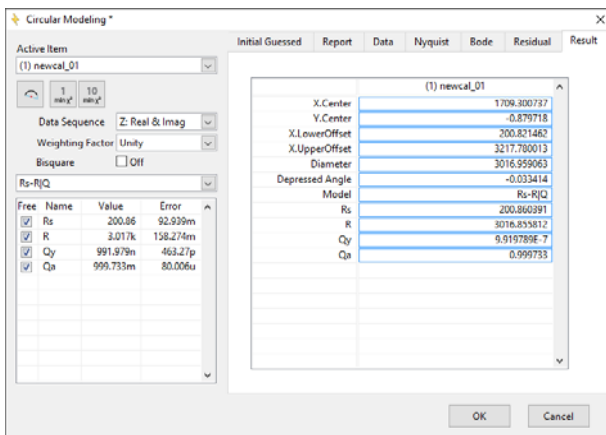 Circular Modeling *
Active Item
(1) newcal_01
1 minχ²
10 minχ²
Data Sequence Z: Real & Imag
Weighting Factor Unity
Bisquare Off
Rs-R|Q
Free Name Value Error
Rs 200.86 92.939m
R 3.017k 158.274m
Qy 991.979n 463.27p
Qa 999.733m 80.006u
Initial Guessed Report Data Nyquist Bode Residual Result
(1) newcal_01
X.Center 1709.300737
Y.Center -0.879718
X.LowerOffset 200.821462
X.UpperOffset 3217.780013
Diameter 3016.959063
Depressed Angle -0.033414
Model Rs-R|Q
Rs 200.860391
R 3016.855812
Qy 9.919789E-7
Qa 0.999733
OK Cancel